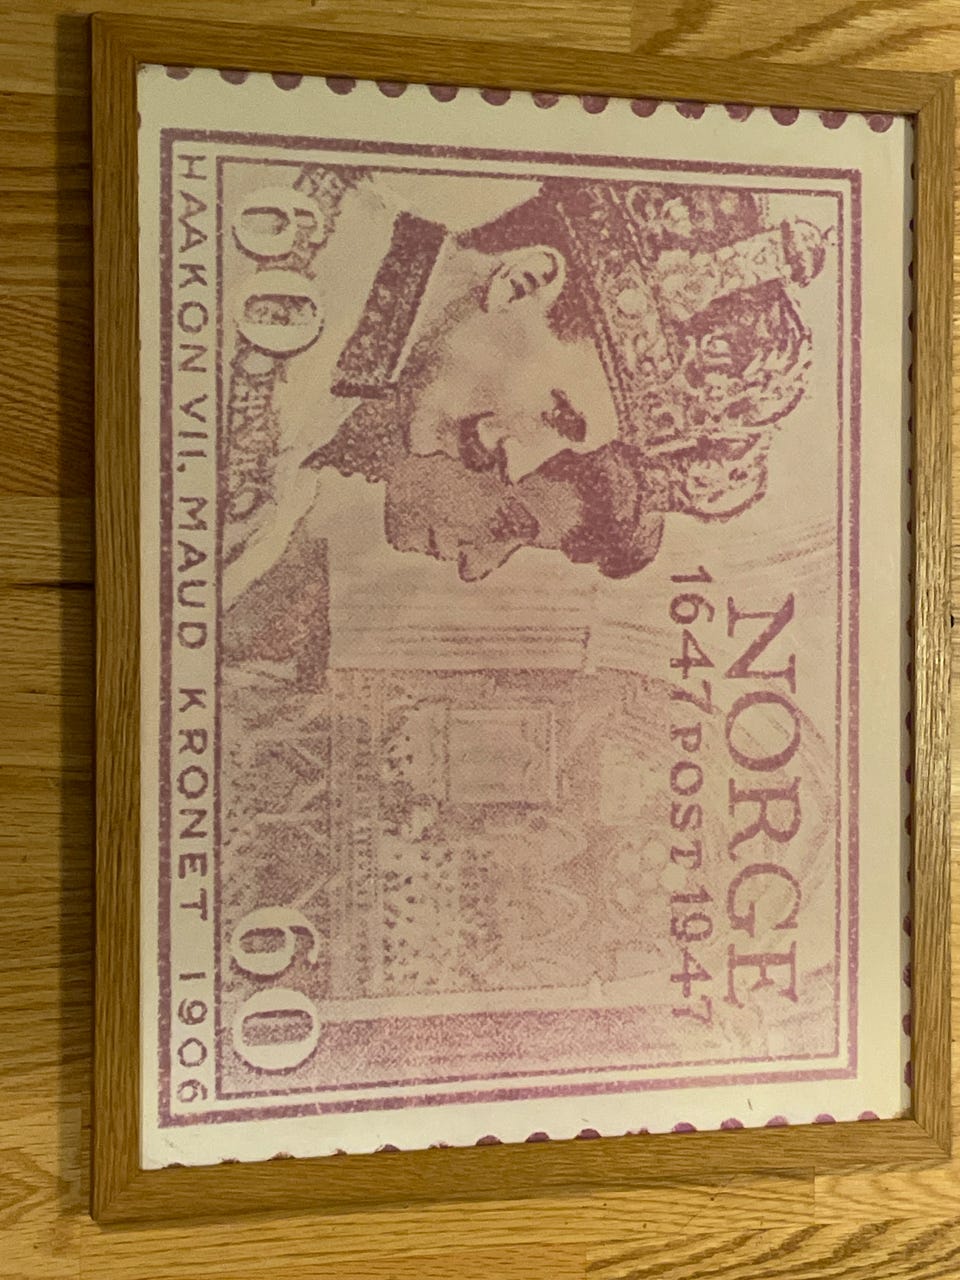 NORGE
1647 POST 1947
60 60
HAAKON VII, MAUD KRONET 1906